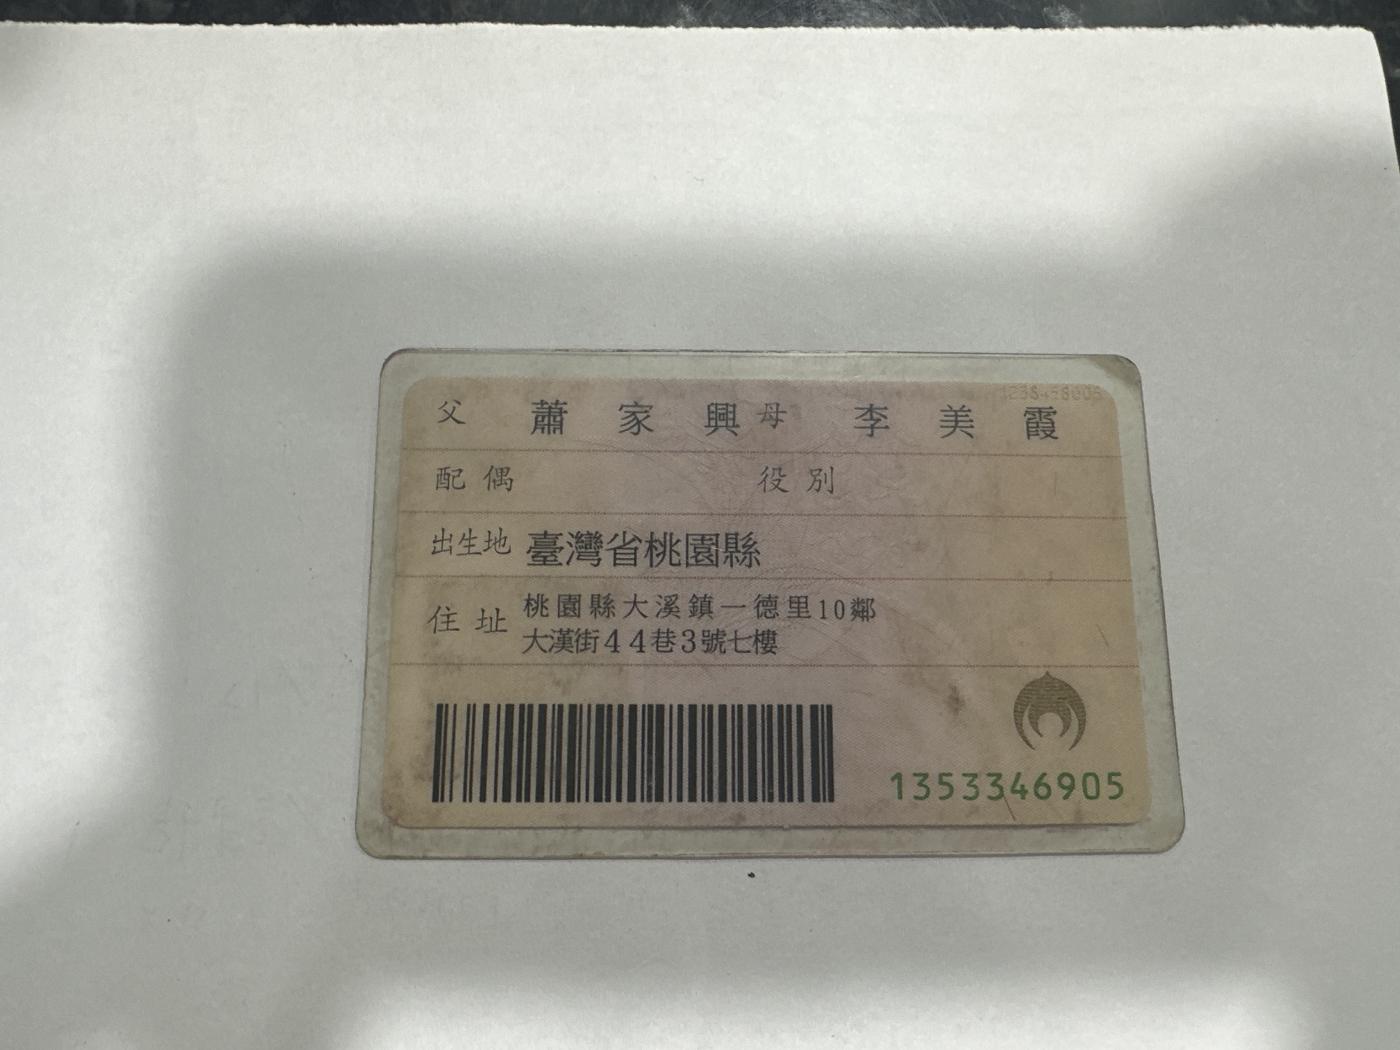 父 蕭家興 母 李美霞
配偶 役別
出生地 臺灣省桃園縣
住址 桃園縣大溪鎮一德里10鄰
大漢街44巷3號七樓
1353346905